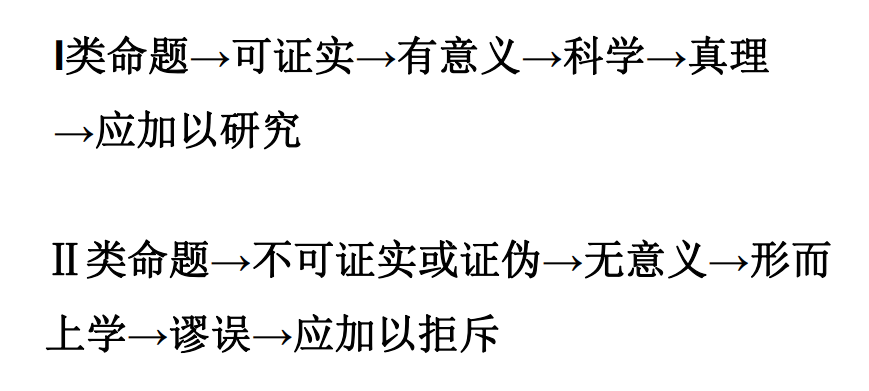 I类命题→可证实→有意义→科学→真理
→应加以研究
II类命题→不可证实或证伪→无意义→形而
上学→谬误→应加以拒斥